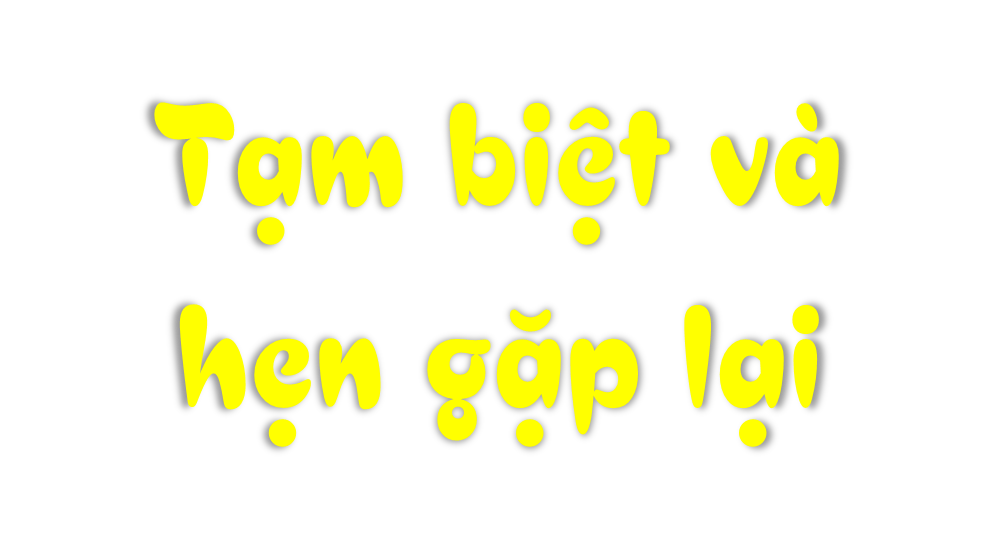 Tạm biệt và
hẹn gặp lại